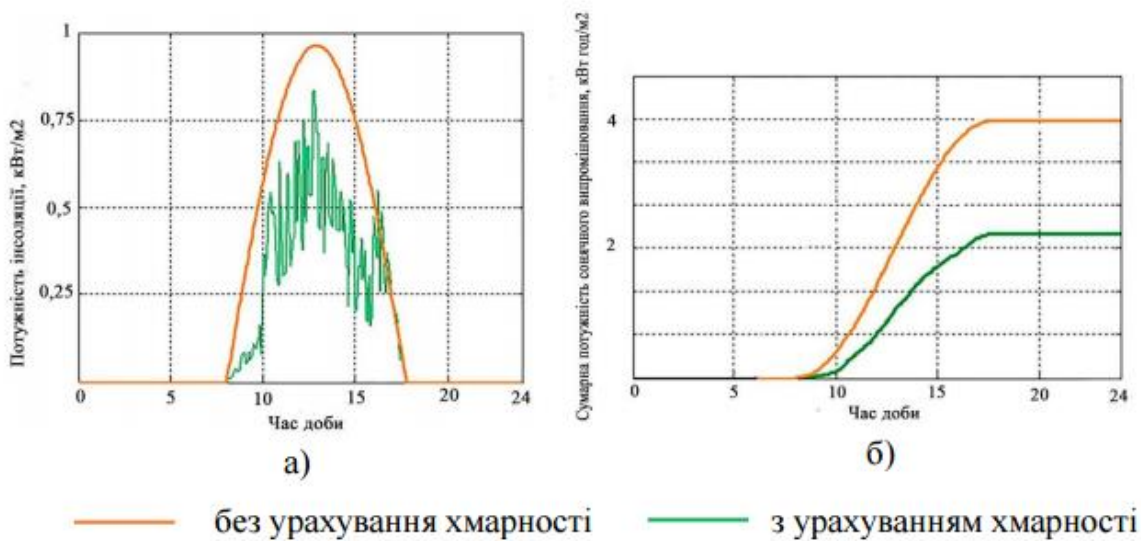 Потужність інсоляції, кВт/м2
1
0,75
0,5
0,25
0 5 10 15 20 24
Час доби
а)
Сумарна потужність сонячного випромішювання, кВт год/м2
4
2
0 5 10 15 20 24
Час доби
б)
без урахування хмарності
з урахуванням хмарності